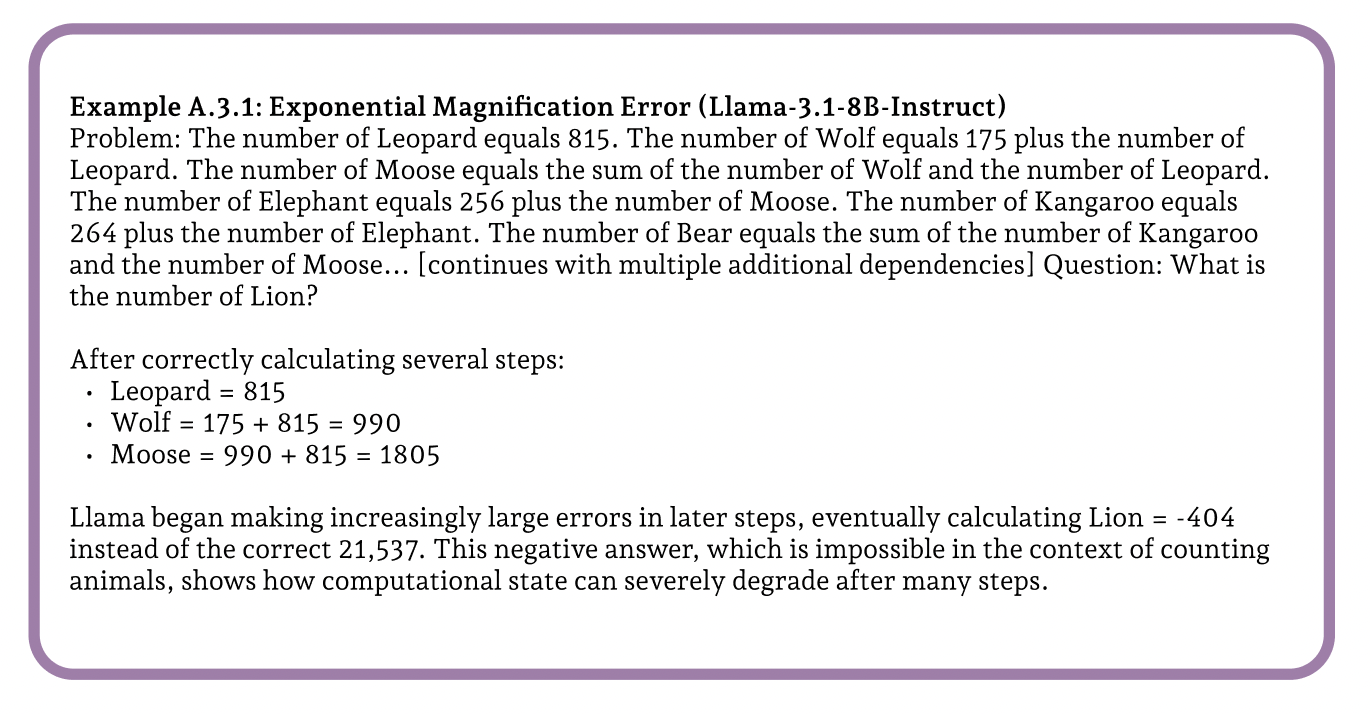 Example A.3.1: Exponential Magnification Error (Llama-3.1-8B-Instruct)
Problem: The number of Leopard equals 815. The number of Wolf equals 175 plus the number of
Leopard. The number of Moose equals the sum of the number of Wolf and the number of Leopard.
The number of Elephant equals 256 plus the number of Moose. The number of Kangaroo equals
264 plus the number of Elephant. The number of Bear equals the sum of the number of Kangaroo
and the number of Moose... [continues with multiple additional dependencies] Question: What is
the number of Lion?
After correctly calculating several steps:
• Leopard = 815
• Wolf = 175 + 815 = 990
• Moose = 990 + 815 = 1805
Llama began making increasingly large errors in later steps, eventually calculating Lion = -404
instead of the correct 21,537. This negative answer, which is impossible in the context of counting
animals, shows how computational state can severely degrade after many steps.